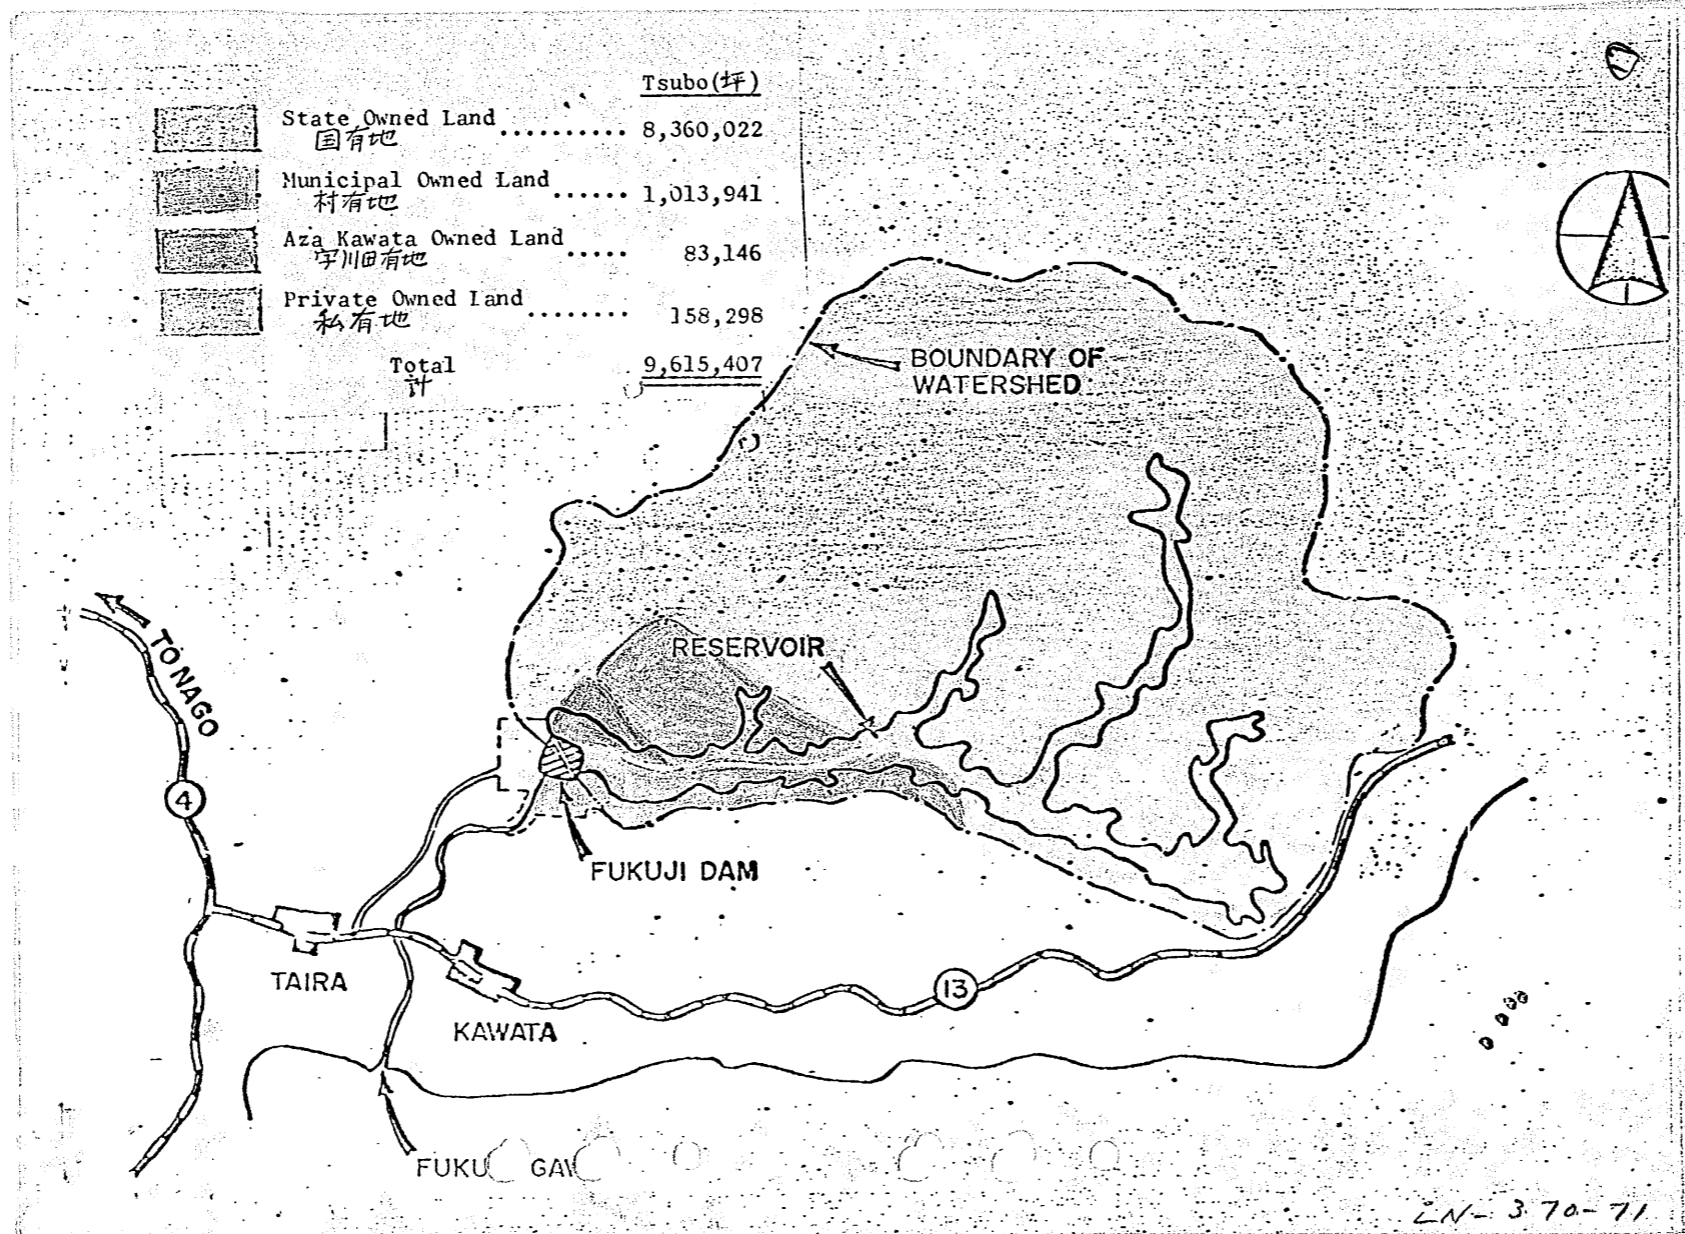 Tsubo(坪)
State Owned Land .......... 8,360,022
国有地
Municipal Owned Land ...... 1,013,941
村有地
Aza Kawata Owned Land ..... 83,146
字川田有地
Private Owned Land ........ 158,298
私有地
Total 9,615,407
計
BOUNDARY OF
WATERSHED
RESERVOIR
TO NAGO
4
FUKUJI DAM
TAIRA
KAWATA
13
FUKU GAW
LN-370-71